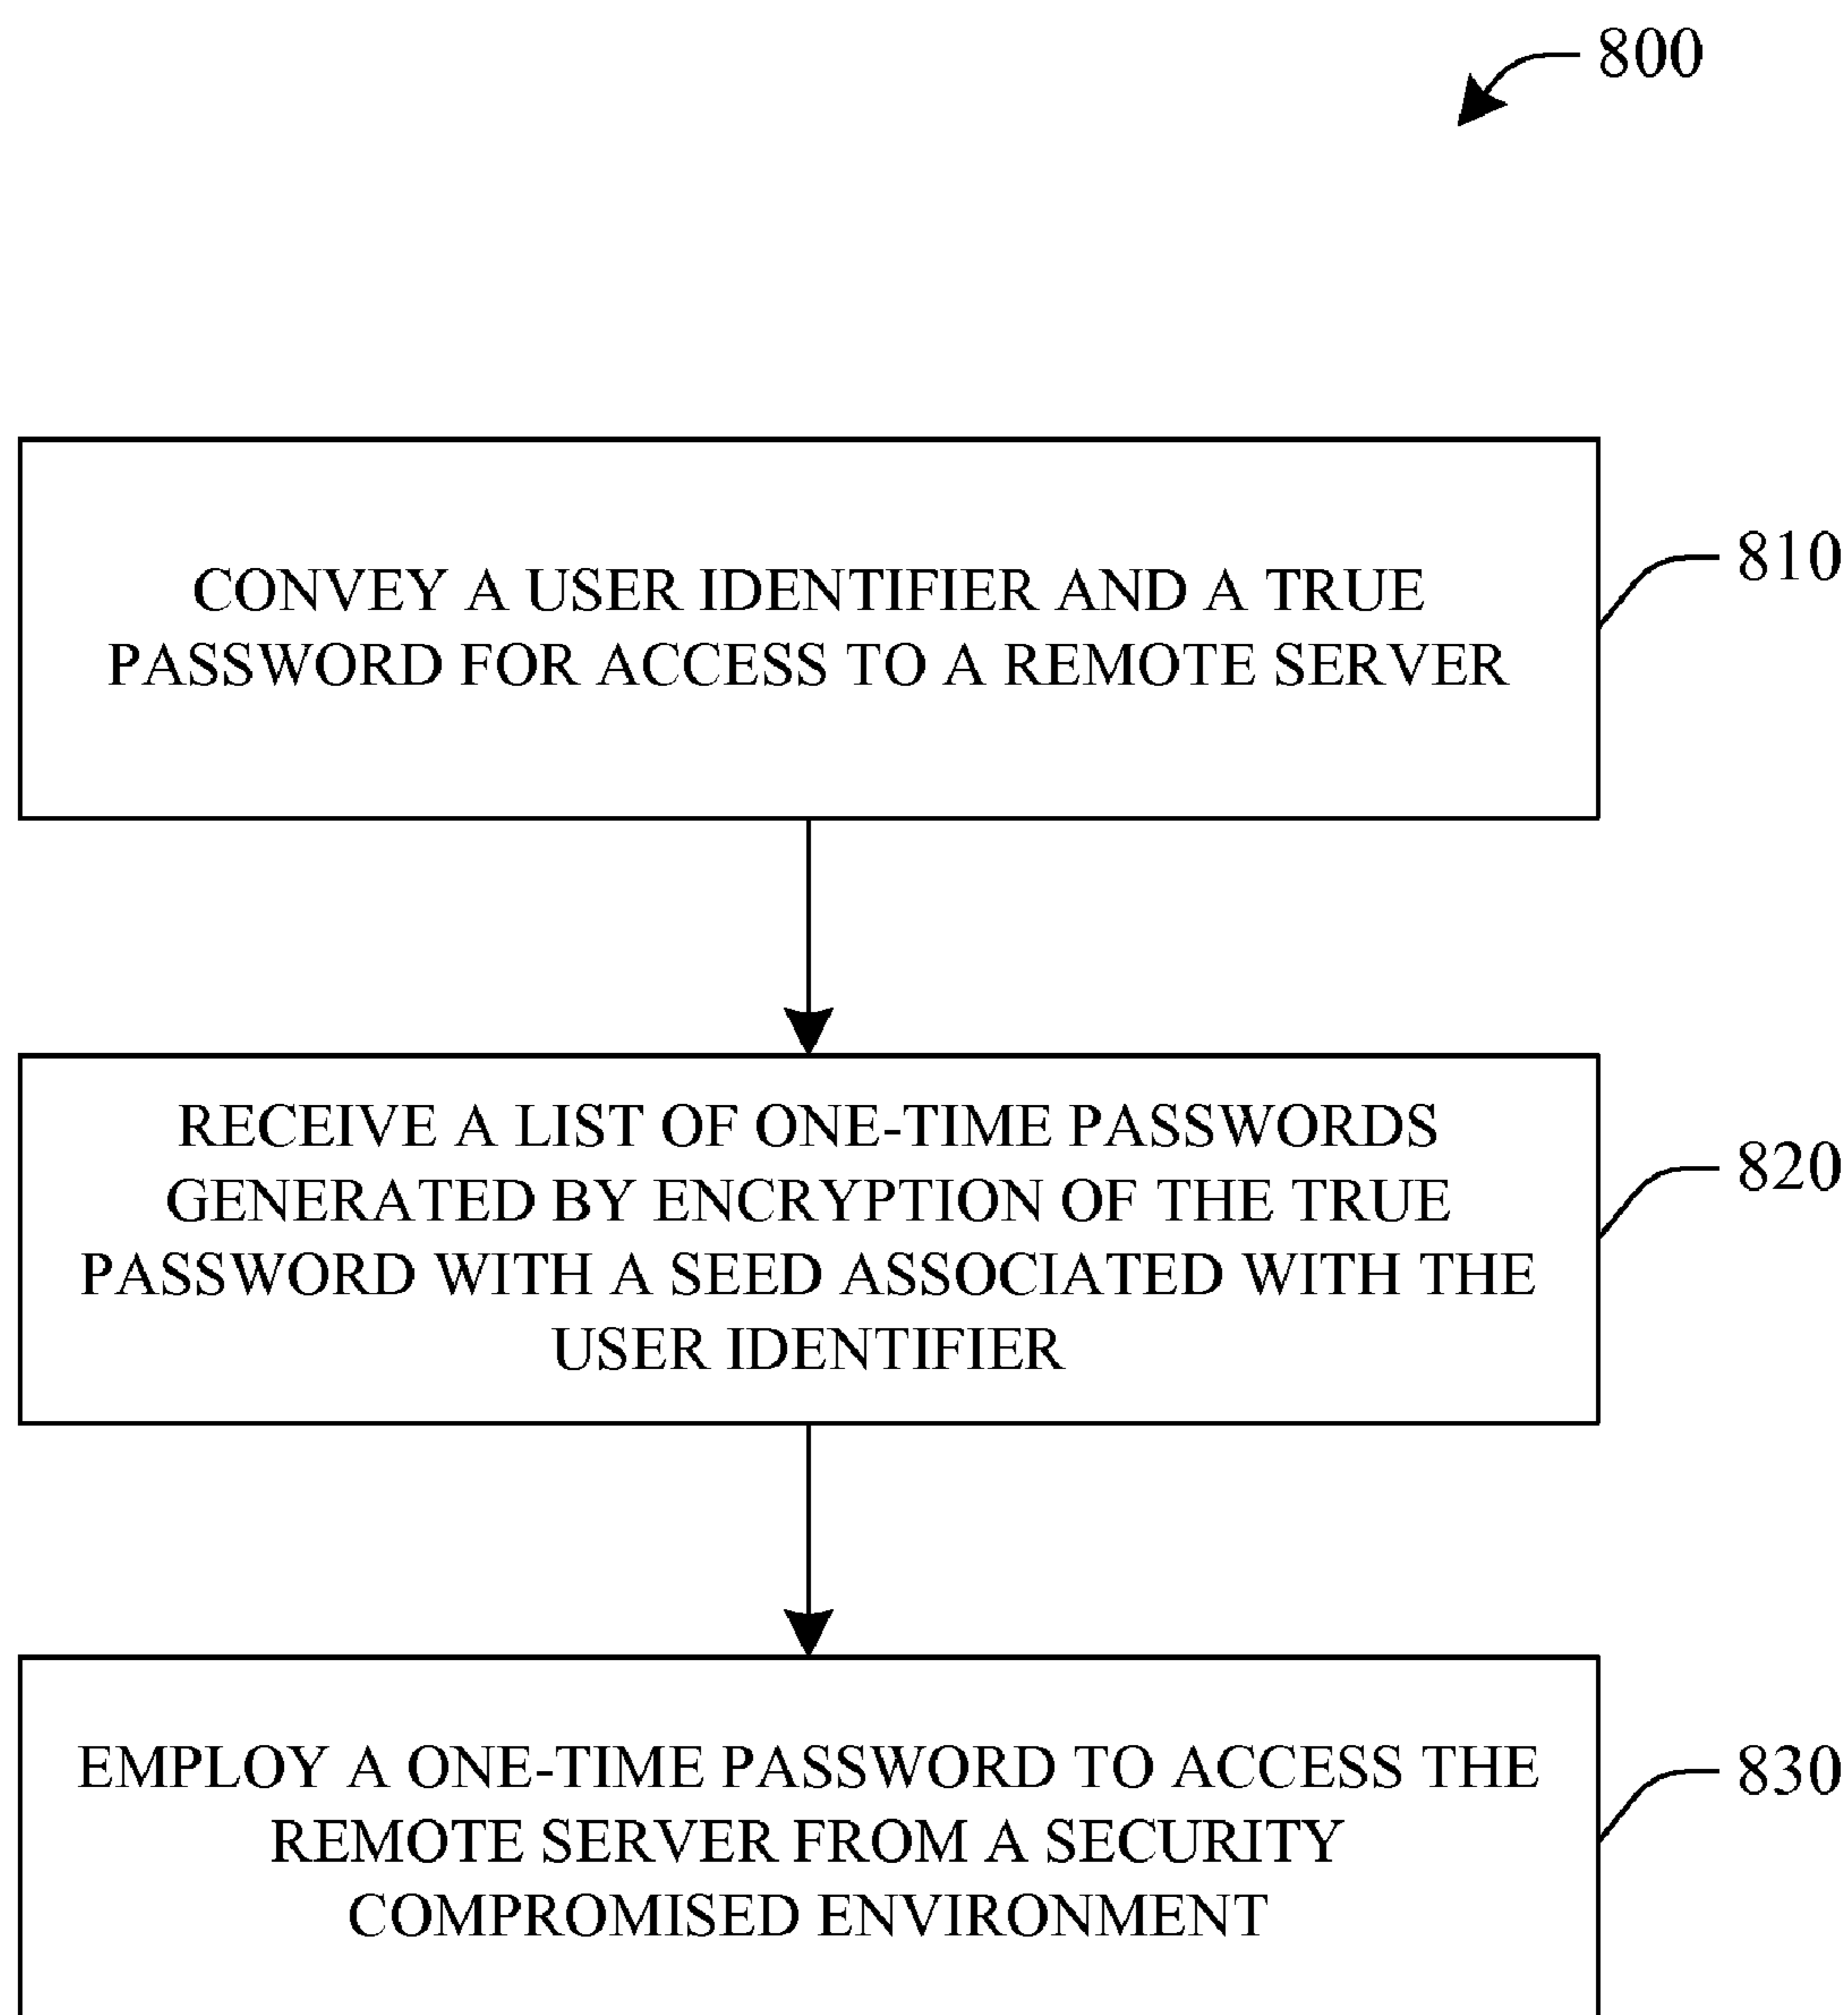 800
CONVEY A USER IDENTIFIER AND A TRUE
PASSWORD FOR ACCESS TO A REMOTE SERVER
810
RECEIVE A LIST OF ONE-TIME PASSWORDS
GENERATED BY ENCRYPTION OF THE TRUE
PASSWORD WITH A SEED ASSOCIATED WITH THE
USER IDENTIFIER
820
EMPLOY A ONE-TIME PASSWORD TO ACCESS THE
REMOTE SERVER FROM A SECURITY
COMPROMISED ENVIRONMENT
830